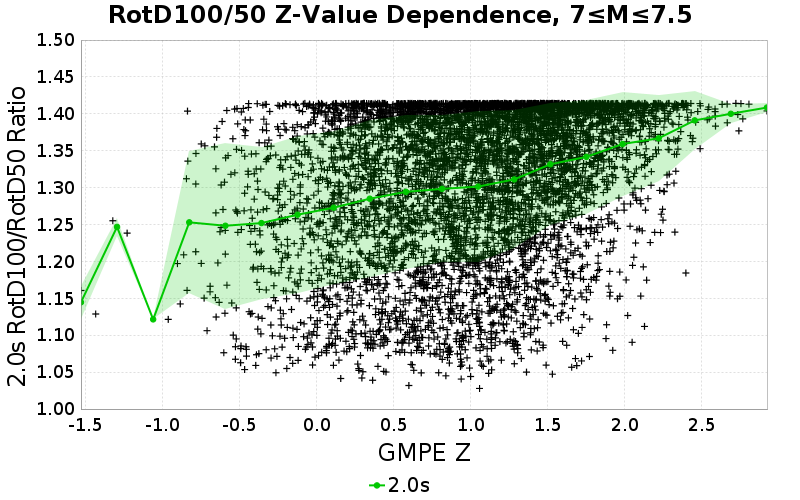 RotD100/50 Z-Value Dependence, 7≤M≤7.5
1.50
1.45
1.40
1.35
1.30
1.25
1.20
1.15
1.10
1.05
1.00
2.0s RotD100/RotD50 Ratio
-1.5 -1.0 -0.5 0.0 0.5 1.0 1.5 2.0 2.5
GMPE Z
2.0s